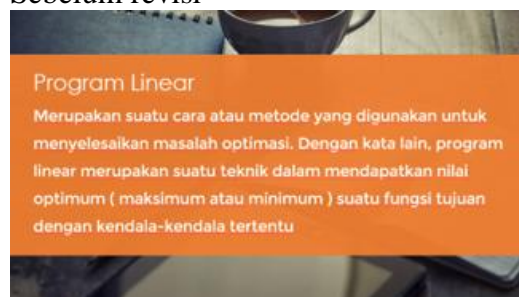 Sebelum revisi
Program Linear
Merupakan suatu cara atau metode yang digunakan untuk
menyelesaikan masalah optimasi. Dengan kata lain, program
linear merupakan suatu teknik dalam mendapatkan nilai
optimum ( maksimum atau minimum ) suatu fungsi tujuan
dengan kendala-kendala tertentu